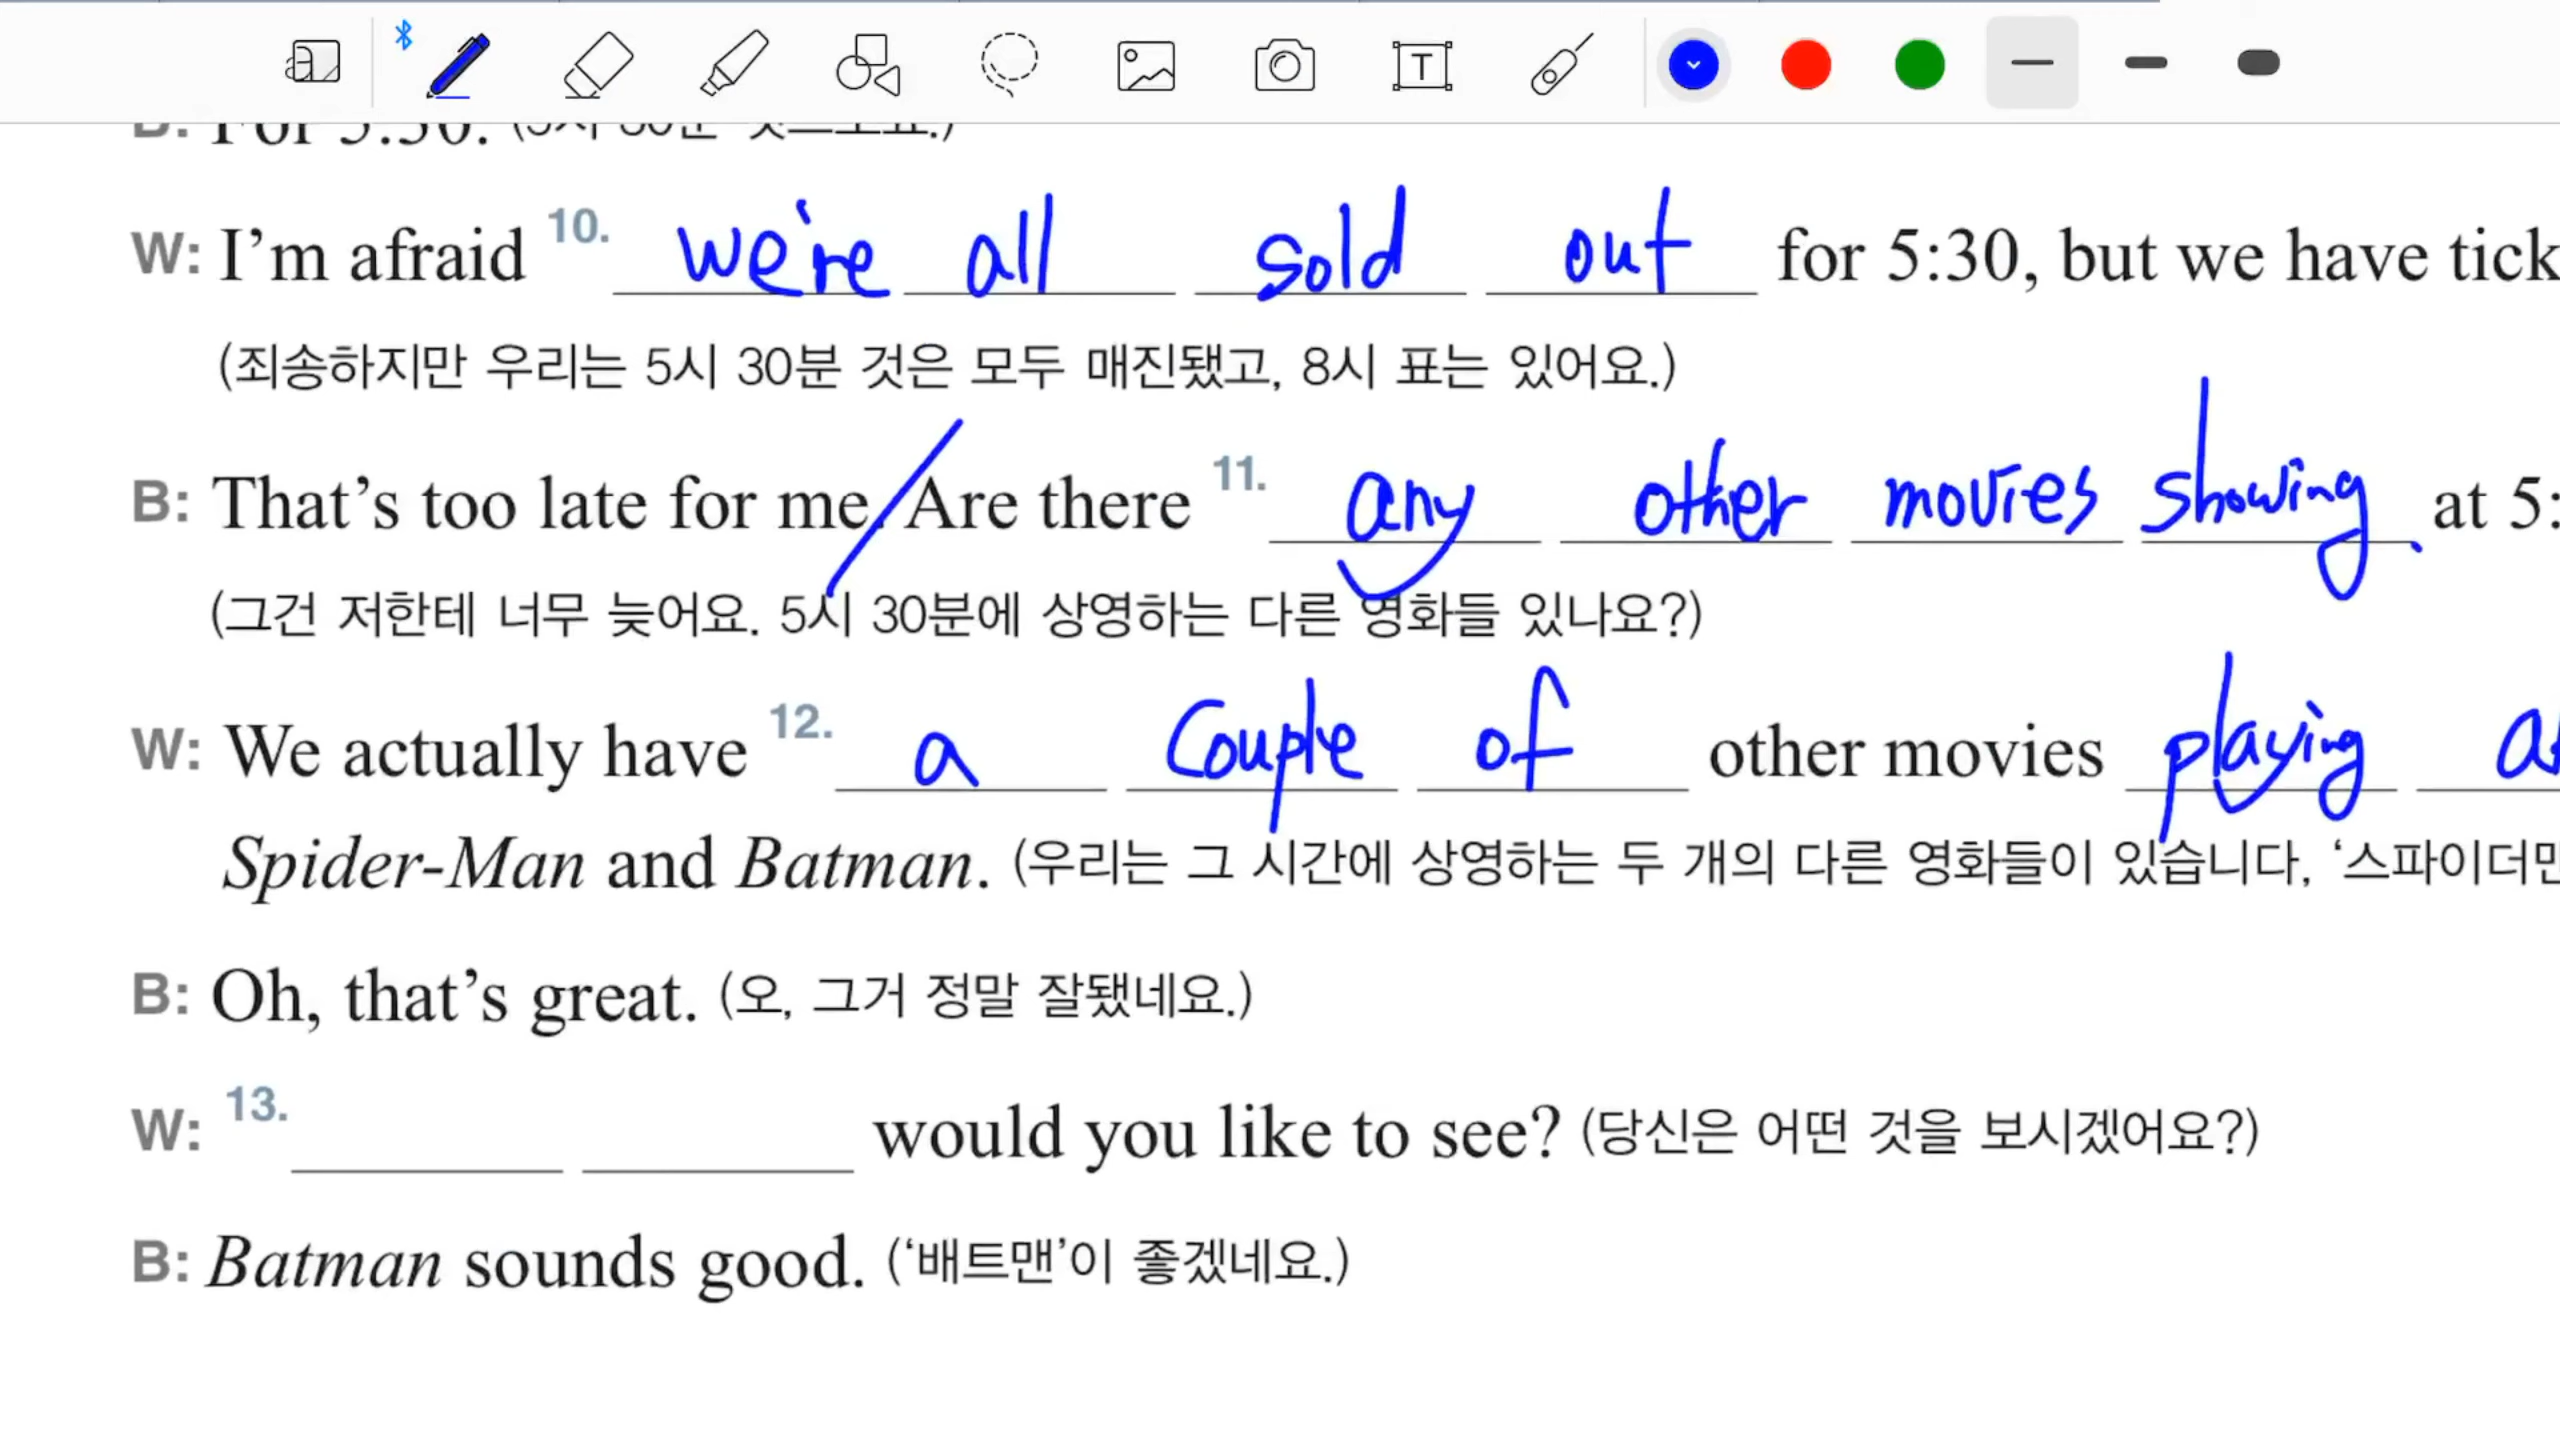 W: I'm afraid 10. we're all sold out for 5:30, but we have tick
(죄송하지만 우리는 5시 30분 것은 모두 매진됐고, 8시 표는 있어요.)
B: That's too late for me. Are there 11. any other movies showing at 5:
(그건 저한테 너무 늦어요. 5시 30분에 상영하는 다른 영화들 있나요?)
W: We actually have 12. a couple of other movies playing
Spider-Man and Batman. (우리는 그 시간에 상영하는 두 개의 다른 영화들이 있습니다, ‘스파이더맨
B: Oh, that's great. (오, 그거 정말 잘됐네요.)
W: 13. would you like to see? (당신은 어떤 것을 보시겠어요?)
B: Batman sounds good. (‘배트맨’이 좋겠네요.)